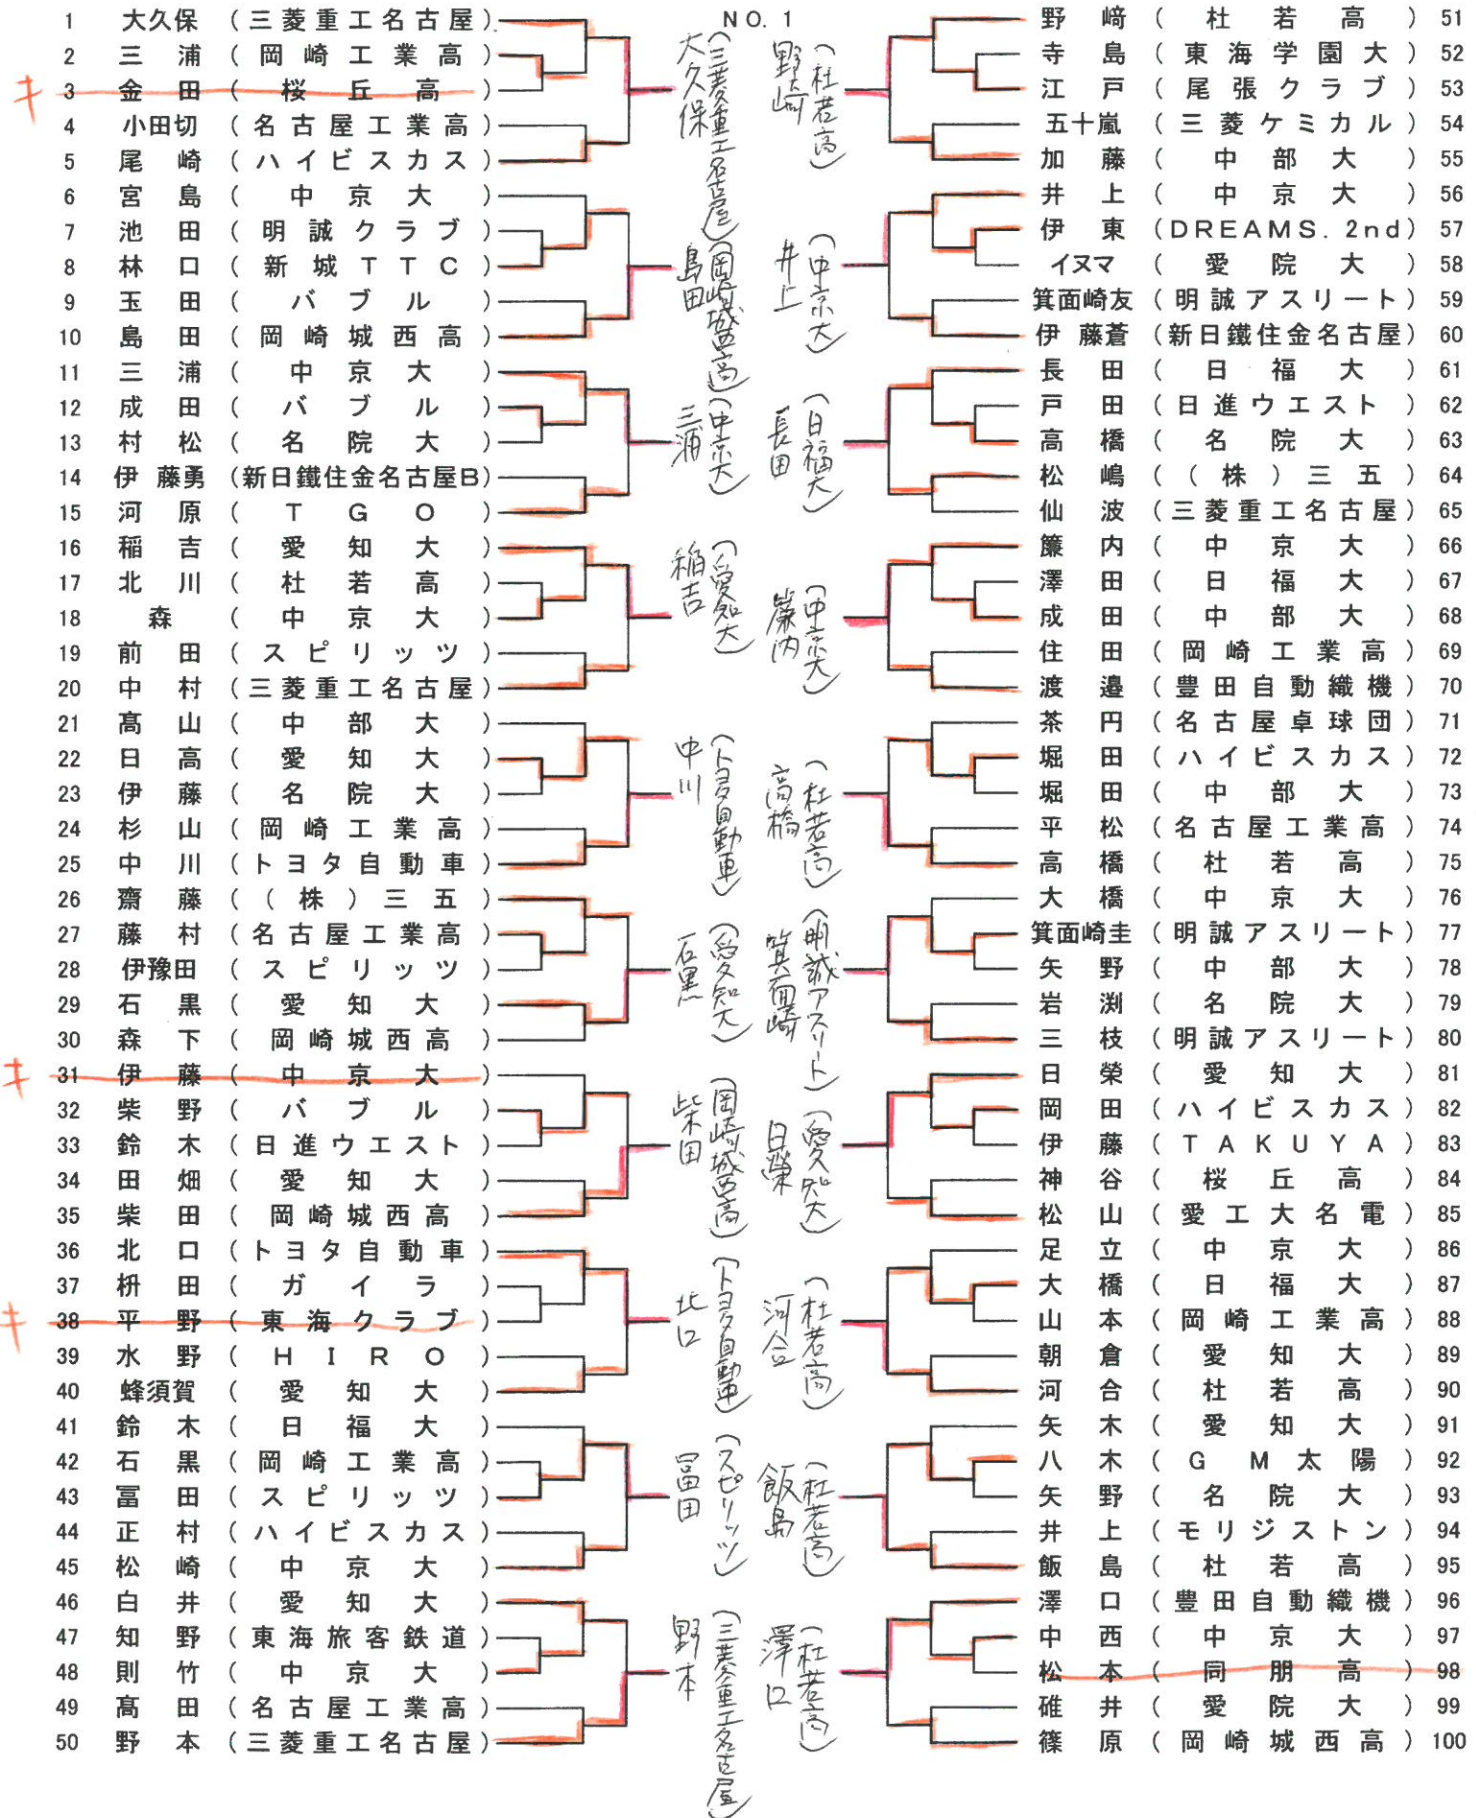 NO. 1
1 大久保 (三菱重工名古屋)
2 三浦 (岡崎工業高)
キ 3 金田 (桜丘高)
4 小田切 (名古屋工業高)
5 尾崎 (ハイビスカス)
6 宮島 (中京大)
7 池田 (明誠クラブ)
8 林口 (新城TTC)
9 玉田 (バブル)
10 島田 (岡崎城西高)
11 三浦 (中京大)
12 成田 (バブル)
13 村松 (名院大)
14 伊藤勇 (新日鐵住金名古屋B)
15 河原 (TGO)
16 稲吉 (愛知大)
17 北川 (杜若高)
18 森 (中京大)
19 前田 (スピリッツ)
20 中村 (三菱重工名古屋)
21 髙山 (中部大)
22 日高 (愛知大)
23 伊藤 (名院大)
24 杉山 (岡崎工業高)
25 中川 (トヨタ自動車)
26 齋藤 ((株)三五)
27 藤村 (名古屋工業高)
28 伊豫田 (スピリッツ)
29 石黒 (愛知大)
30 森下 (岡崎城西高)
キ 31 伊藤 (中京大)
32 柴野 (バブル)
33 鈴木 (日進ウエスト)
34 田畑 (愛知大)
35 柴田 (岡崎城西高)
36 北口 (トヨタ自動車)
37 枡田 (ガイラ)
キ 38 平野 (東海クラブ)
39 水野 (HIRO)
40 蜂須賀 (愛知大)
41 鈴木 (日福大)
42 石黒 (岡崎工業高)
43 冨田 (スピリッツ)
44 正村 (ハイビスカス)
45 松崎 (中京大)
46 白井 (愛知大)
47 知野 (東海旅客鉄道)
48 則竹 (中京大)
49 髙田 (名古屋工業高)
50 野本 (三菱重工名古屋)
大久保 (三菱重工名古屋)
島田 (岡崎城西高)
三浦 (中京大)
稲吉 (愛知大)
中川 (トヨタ自動車)
石黒 (愛知大)
柴田 (岡崎城西高)
北口 (トヨタ自動車)
冨田 (スピリッツ)
野本 (三菱重工名古屋)
野崎 (杜若高)
井上 (中京大)
長田 (日福大)
簾内 (中京大)
高橋 (杜若高)
箕面崎 (明誠アスリート)
日榮 (愛知大)
河合 (杜若高)
飯島 (杜若高)
澤口 (杜若高)
野﨑 (杜若高) 51
寺島 (東海学園大) 52
江戸 (尾張クラブ) 53
五十嵐 (三菱ケミカル) 54
加藤 (中部大) 55
井上 (中京大) 56
伊東 (DREAMS. 2nd) 57
イヌマ (愛院大) 58
箕面崎友 (明誠アスリート) 59
伊藤蒼 (新日鐵住金名古屋) 60
長田 (日福大) 61
戸田 (日進ウエスト) 62
高橋 (名院大) 63
松嶋 ((株)三五) 64
仙波 (三菱重工名古屋) 65
簾内 (中京大) 66
澤田 (日福大) 67
成田 (中部大) 68
住田 (岡崎工業高) 69
渡邉 (豊田自動織機) 70
茶円 (名古屋卓球団) 71
堀田 (ハイビスカス) 72
堀田 (中部大) 73
平松 (名古屋工業高) 74
高橋 (杜若高) 75
大橋 (中京大) 76
箕面崎圭 (明誠アスリート) 77
矢野 (中部大) 78
岩渕 (名院大) 79
三枝 (明誠アスリート) 80
日榮 (愛知大) 81
岡田 (ハイビスカス) 82
伊藤 (TAKUYA) 83
神谷 (桜丘高) 84
松山 (愛工大名電) 85
足立 (中京大) 86
大橋 (日福大) 87
山本 (岡崎工業高) 88
朝倉 (愛知大) 89
河合 (杜若高) 90
矢木 (愛知大) 91
八木 (GM太陽) 92
矢野 (名院大) 93
井上 (モリジストン) 94
飯島 (杜若高) 95
澤口 (豊田自動織機) 96
中西 (中京大) 97
松本 (同朋高) 98
碓井 (愛院大) 99
篠原 (岡崎城西高) 100